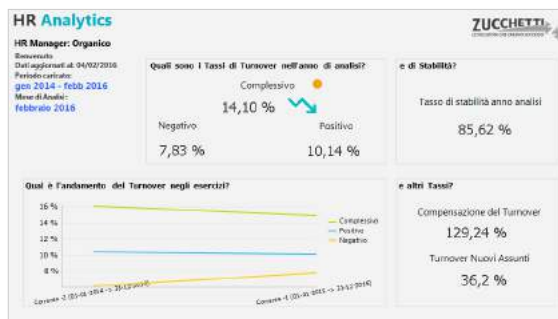 HR Analytics
ZUCCHETTI
HR Manager: Organico
Benvenuto
Dati aggiornati al: 04/02/2016
Periodo caricato:
gen 2014 - febb 2016
Mese di Analisi:
febbraio 2016
Quali sono i Tassi di Turnover nell'anno di analisi?
Complessivo
14,10 %
Negativo
Positivo
7,83 %
10,14 %
e di Stabilità?
Tasso di stabilità anno analisi
85,62 %
Qual è l'andamento del Turnover negli esercizi?
16 %
14 %
12 %
10 %
8 %
Complessivo
Positivo
Negativo
e altri Tassi?
Compensazione del Turnover
129,24 %
Turnover Nuovi Assunti
36,2 %